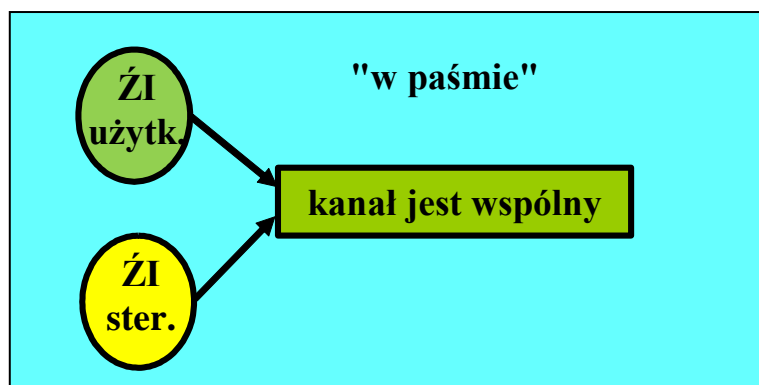 "w paśmie"
ŹI
użytk.
kanał jest wspólny
ŹI
ster.